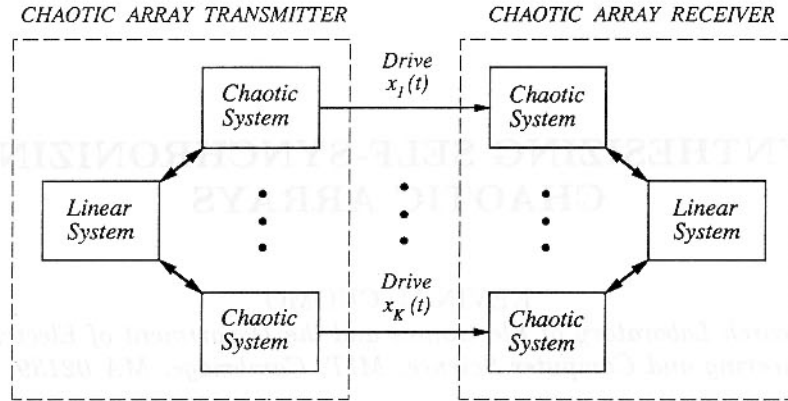 CHAOTIC ARRAY TRANSMITTER
CHAOTIC ARRAY RECEIVER
Chaotic
System
Drive
x₁(t)
Chaotic
System
Linear
System
Linear
System
Chaotic
System
Drive
x_K(t)
Chaotic
System